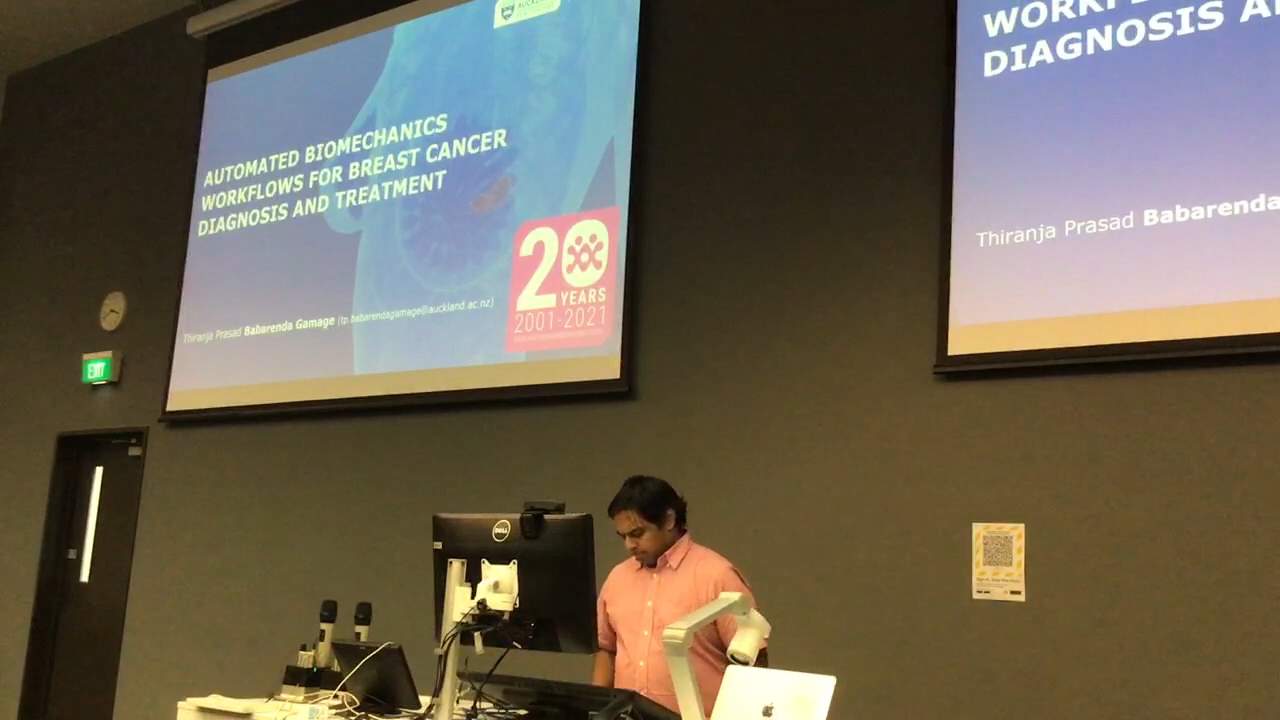 AUTOMATED BIOMECHANICS
WORKFLOWS FOR BREAST CANCER
DIAGNOSIS AND TREATMENT
20
YEARS
2001-2021
Thiranja Prasad Babarenda Gamage (tp.babarendagamage@auckland.ac.nz)
DIAGNOSIS
Thiranja Prasad Babarenda
EXIT
DELL